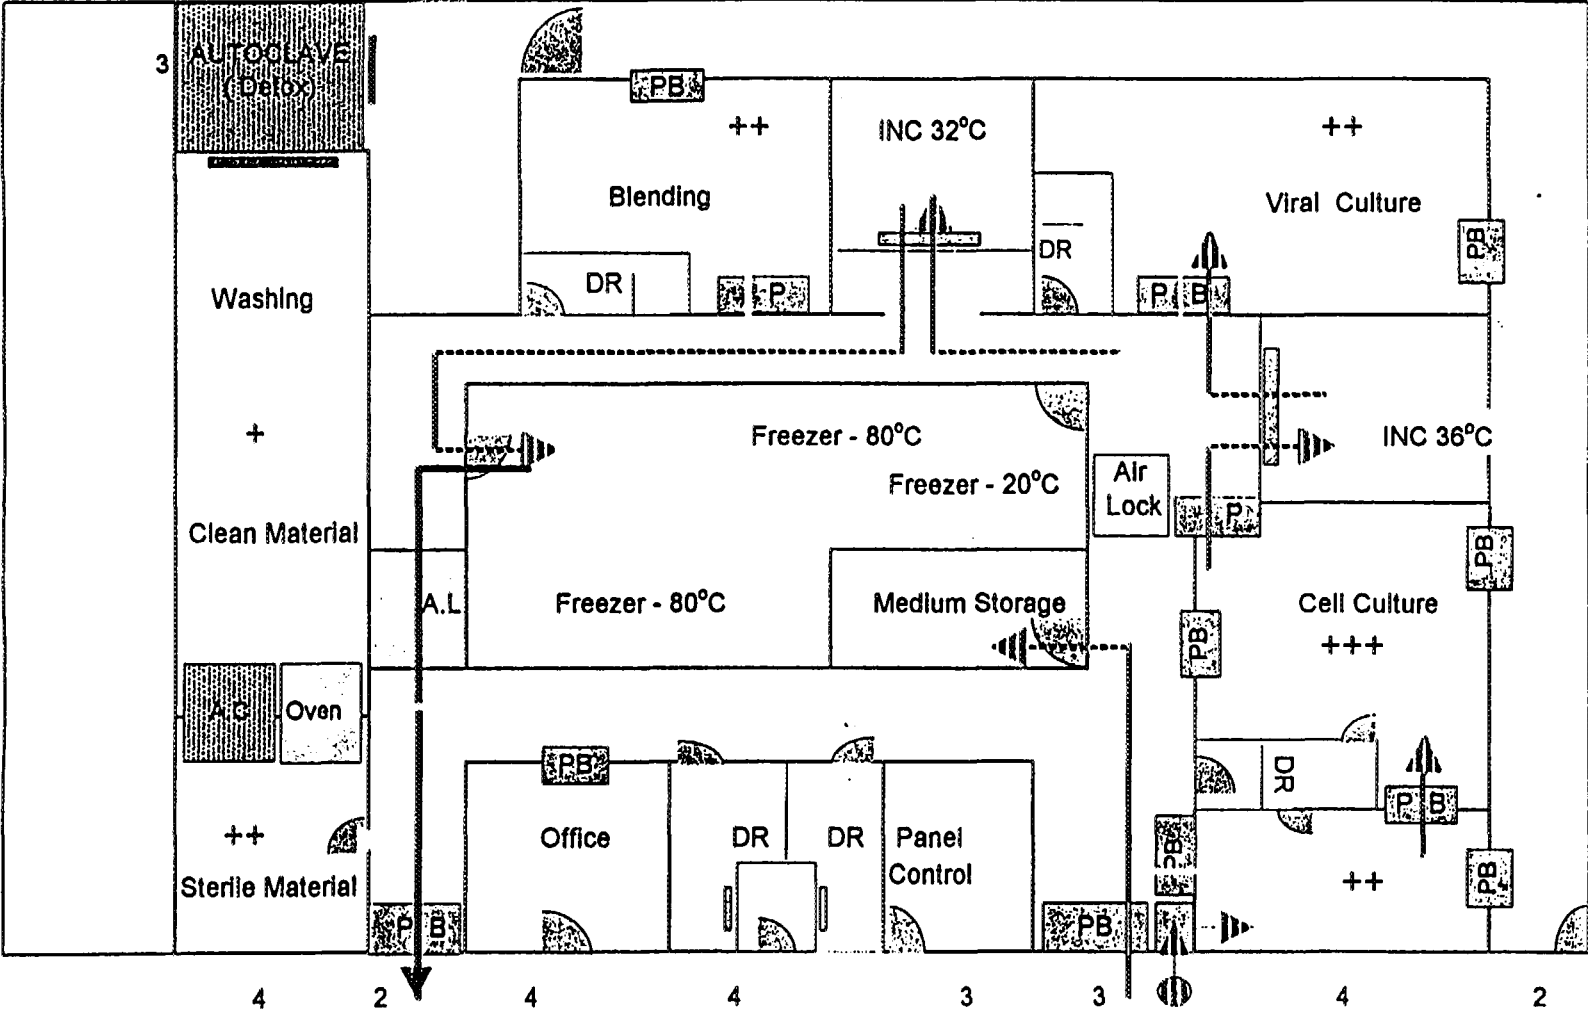 3
AUTOCLAVE
(Detox)
PB
++
INC 32°C
++
Blending
Viral Culture
PB
DR
DR
Washing
P
P B
+
Freezer - 80°C
INC 36°C
Freezer - 20°C
Air
Lock
P
Clean Material
PB
A.L
Freezer - 80°C
Medium Storage
Cell Culture
+++
PB
A.C
Oven
PB
DR
P B
++
Office
DR
DR
Panel
Control
PB
++
PB
Sterile Material
P B
PB
4
2
4
4
3
3
4
2